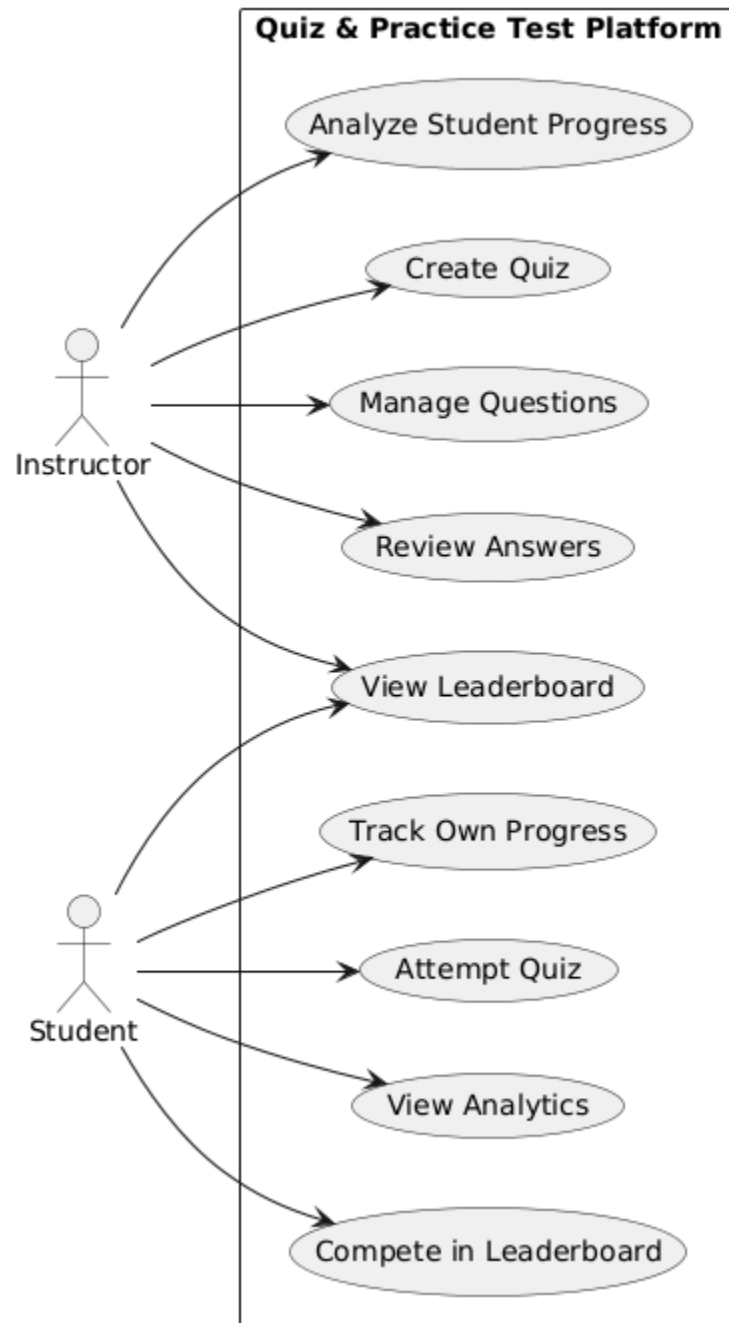 Quiz & Practice Test Platform
Analyze Student Progress
Create Quiz
Manage Questions
Instructor
Review Answers
View Leaderboard
Track Own Progress
Attempt Quiz
Student
View Analytics
Compete in Leaderboard